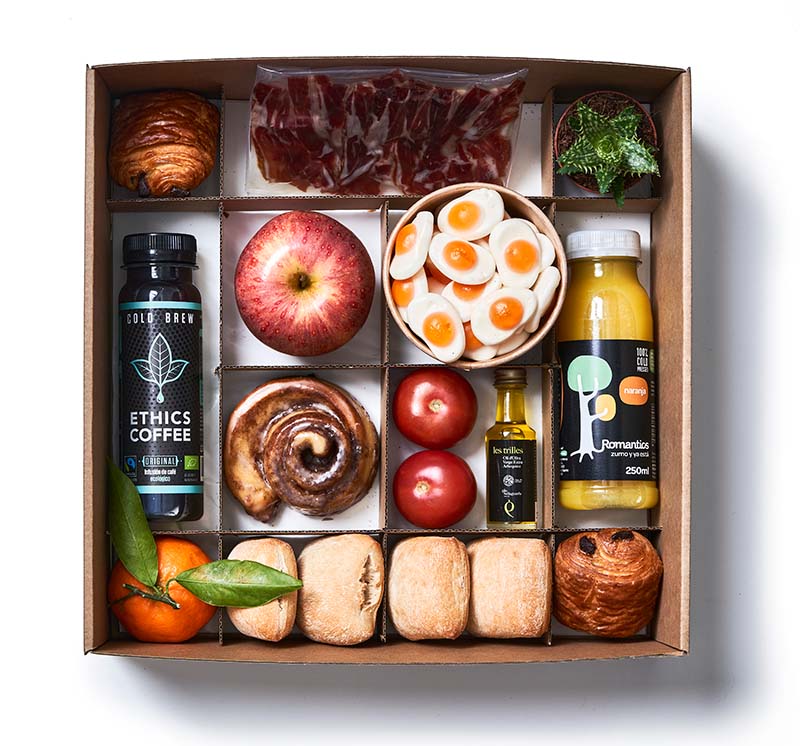 COLD BREW
ETHICS
COFFEE
ORIGINAL
Infusión de café
ecológico
les trilles
100%
COLD
PRESSED
naranja
Romantics
zumo y ya está
250ml